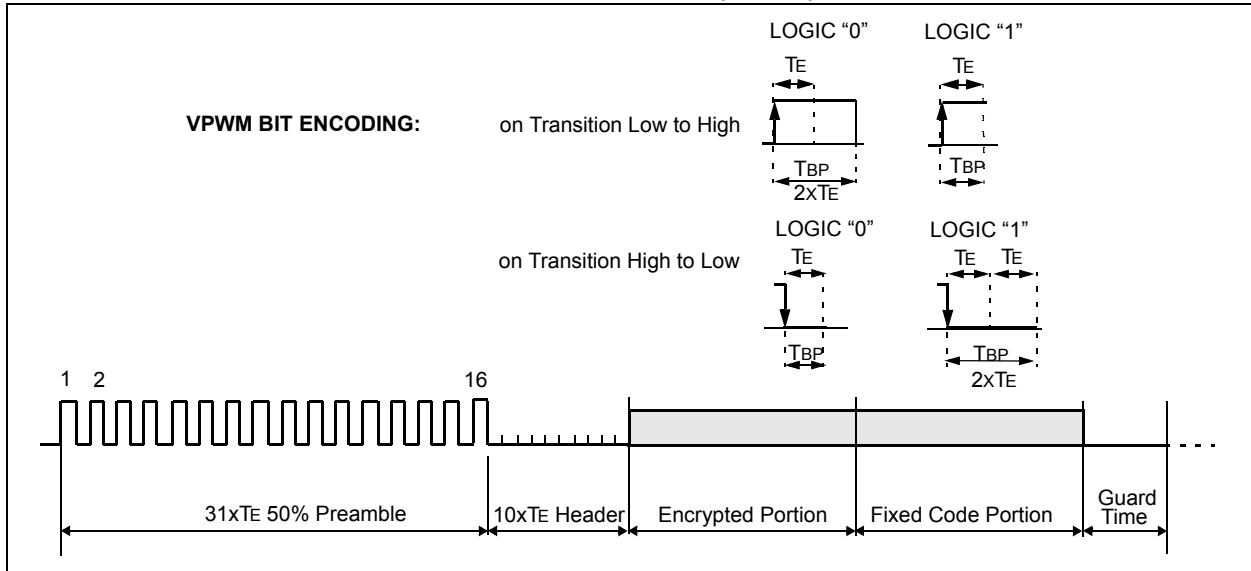 LOGIC “0” LOGIC “1”
TE TE
VPWM BIT ENCODING: on Transition Low to High
TBP TBP
2XTE
LOGIC “0” LOGIC “1”
on Transition High to Low TE TE TE
TBP TBP
2XTE
1 2 16
31xTE 50% Preamble 10xTE Header Encrypted Portion Fixed Code Portion Guard
Time